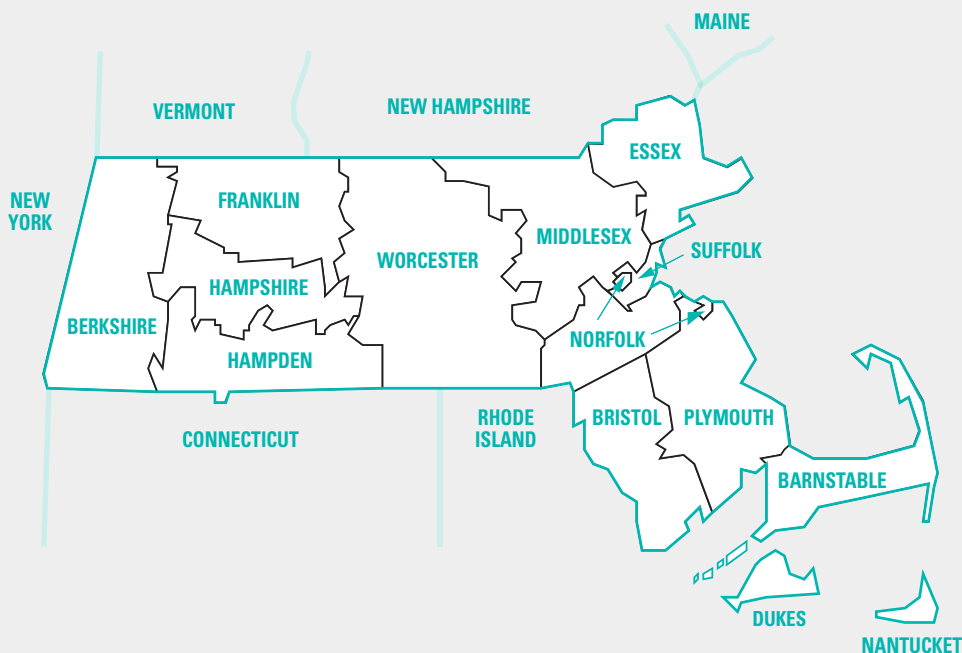 MAINE
VERMONT
NEW HAMPSHIRE
ESSEX
NEW
YORK
FRANKLIN
MIDDLESEX
SUFFOLK
WORCESTER
HAMPSHIRE
BERKSHIRE
NORFOLK
HAMPDEN
RHODE
ISLAND
BRISTOL
PLYMOUTH
CONNECTICUT
BARNSTABLE
DUKES
NANTUCKET